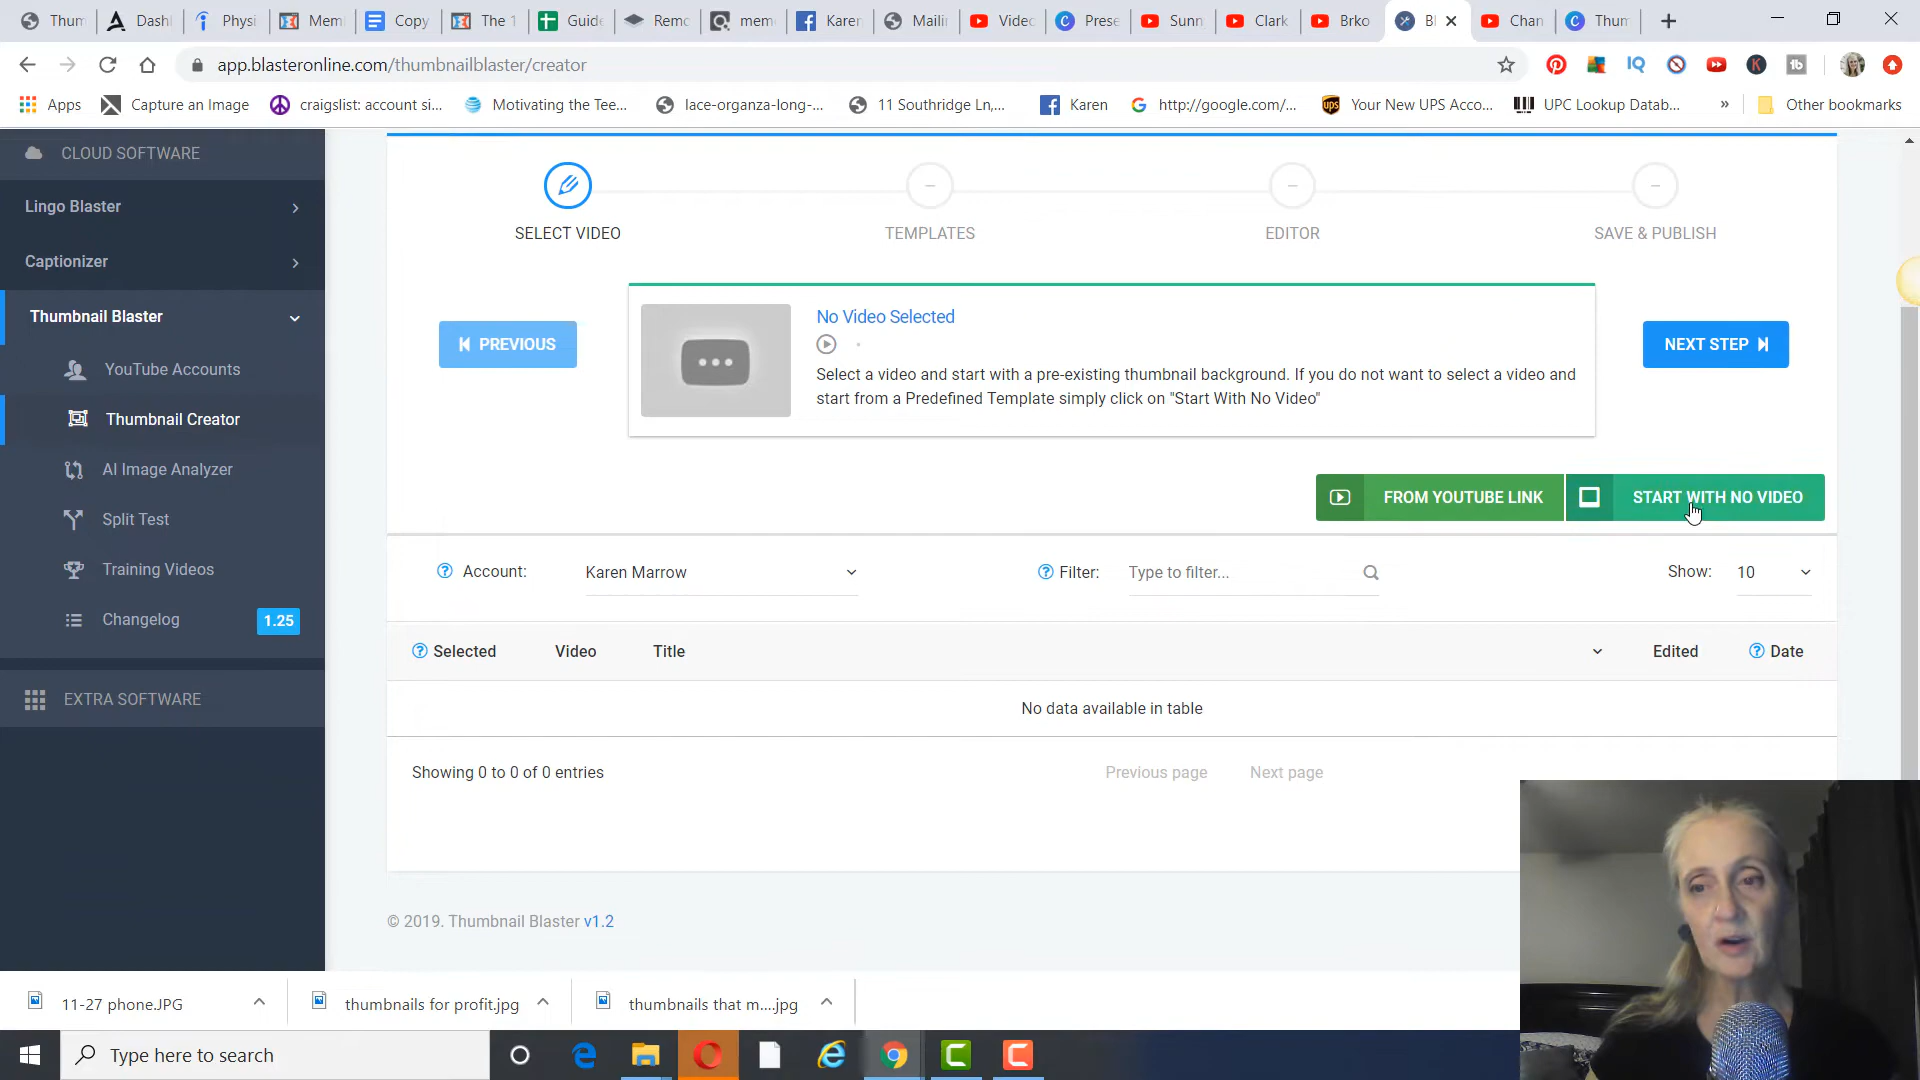 Thum
Dash
Physi
Memi
Copy
The 1
Guide
Remo
mem
Karen
Mailin
Video
Prese
Sunn
Clark
Brko
Bl
Chan
Thum
app.blasteronline.com/thumbnailblaster/creator
Apps
Capture an Image
craigslist: account si...
Motivating the Tee...
lace-organza-long-...
11 Southridge Ln,...
Karen
http://google.com/...
Your New UPS Acco...
UPC Lookup Datab...
»
Other bookmarks
CLOUD SOFTWARE
Lingo Blaster
Captionizer
Thumbnail Blaster
YouTube Accounts
Thumbnail Creator
AI Image Analyzer
Split Test
Training Videos
Changelog 1.25
EXTRA SOFTWARE
SELECT VIDEO
TEMPLATES
EDITOR
SAVE & PUBLISH
PREVIOUS
No Video Selected
Select a video and start with a pre-existing thumbnail background. If you do not want to select a video and
start from a Predefined Template simply click on "Start With No Video"
NEXT STEP
FROM YOUTUBE LINK
START WITH NO VIDEO
Account: Karen Marrow
Filter: Type to filter...
Show: 10
Selected Video Title Edited Date
No data available in table
Showing 0 to 0 of 0 entries
Previous page
Next page
© 2019. Thumbnail Blaster v1.2
11-27 phone.JPG
thumbnails for profit.jpg
thumbnails that m....jpg
Type here to search